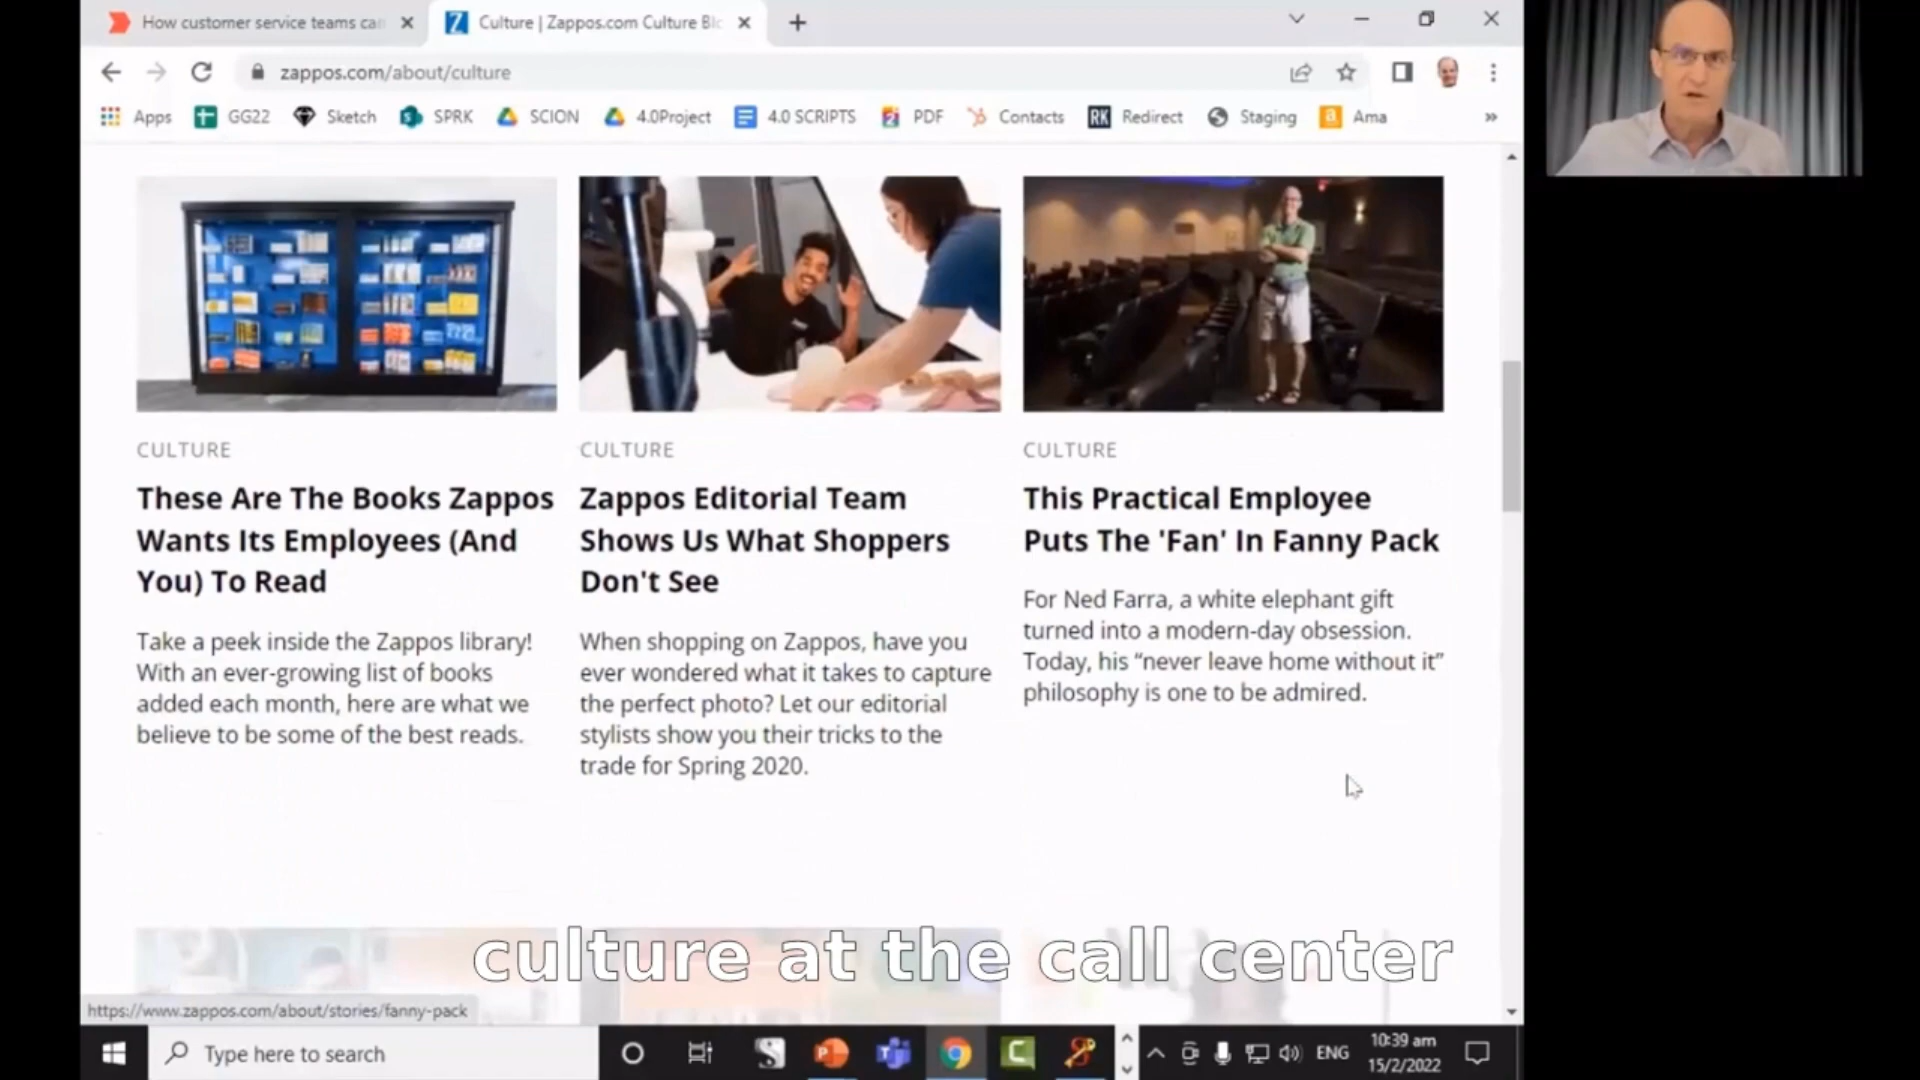 How customer service teams car
Culture | Zappos.com Culture Blc
zappos.com/about/culture
Apps GG22 Sketch SPRK SCION 4.0Project 4.0 SCRIPTS PDF Contacts RK Redirect Staging Ama
CULTURE
These Are The Books Zappos
Wants Its Employees (And
You) To Read
Take a peek inside the Zappos library!
With an ever-growing list of books
added each month, here are what we
believe to be some of the best reads.
CULTURE
Zappos Editorial Team
Shows Us What Shoppers
Don't See
When shopping on Zappos, have you
ever wondered what it takes to capture
the perfect photo? Let our editorial
stylists show you their tricks to the
trade for Spring 2020.
CULTURE
This Practical Employee
Puts The 'Fan' In Fanny Pack
For Ned Farra, a white elephant gift
turned into a modern-day obsession.
Today, his “never leave home without it”
philosophy is one to be admired.
culture at the call center
https://www.zappos.com/about/stories/fanny-pack
Type here to search
ENG
10:39 am
15/2/2022